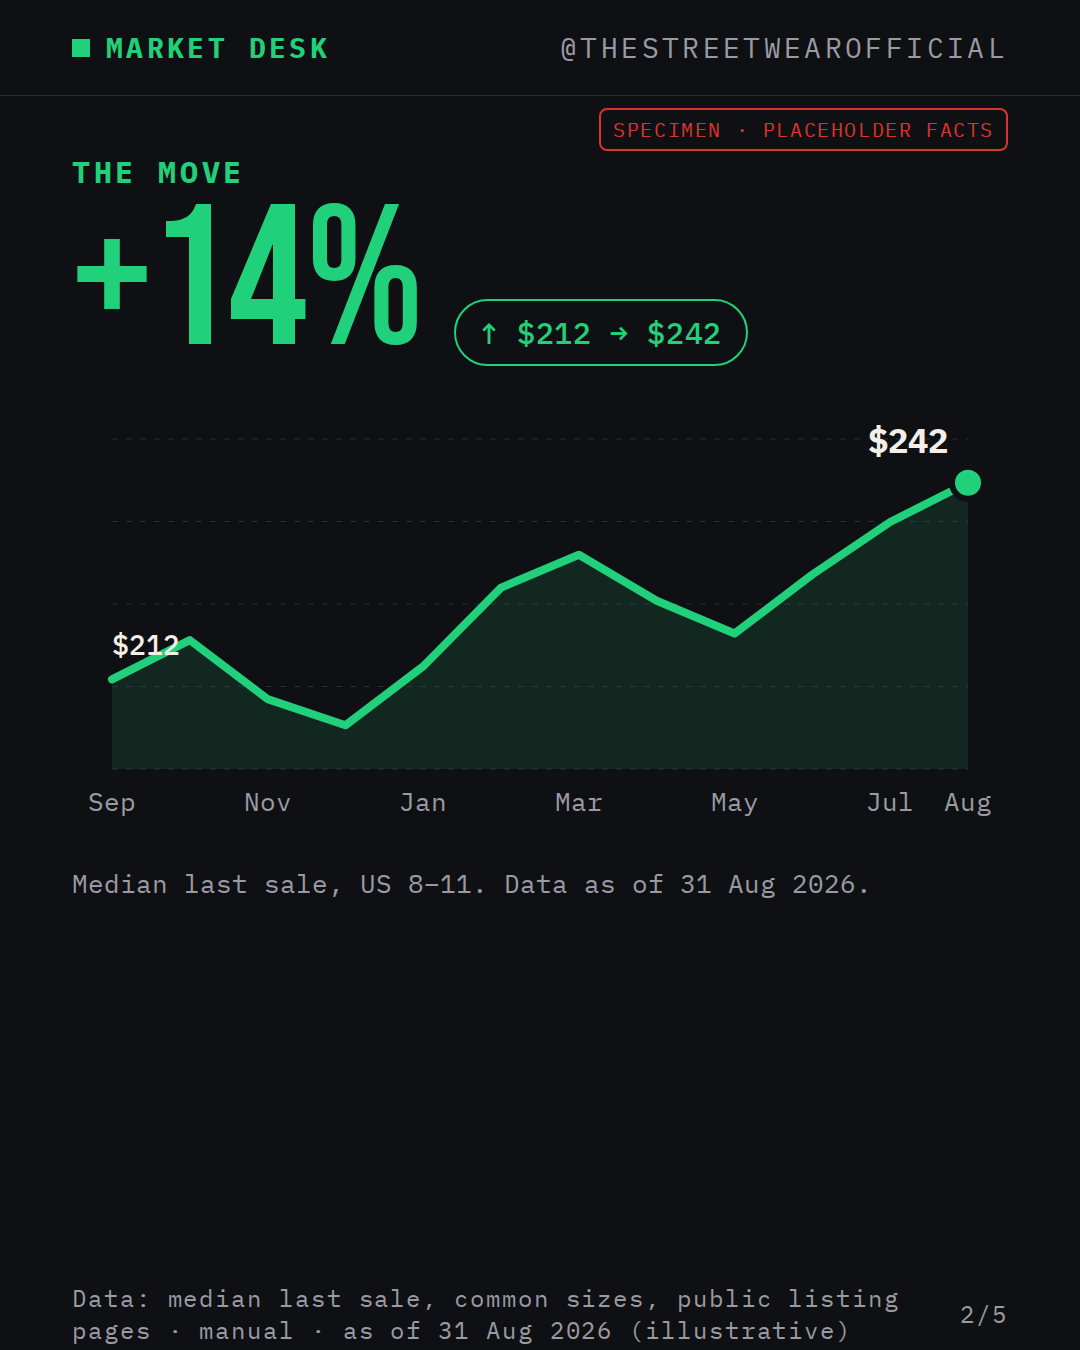 MARKET DESK
@THESTREETWEAROFFICIAL
SPECIMEN · PLACEHOLDER FACTS
THE MOVE
+14%
↑ $212 → $242
$242
$212
Sep Nov Jan Mar May Jul Aug
Median last sale, US 8–11. Data as of 31 Aug 2026.
Data: median last sale, common sizes, public listing
pages · manual · as of 31 Aug 2026 (illustrative)
2/5